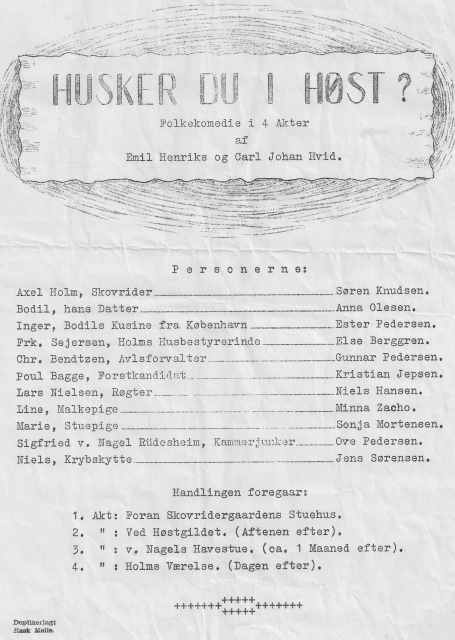 HUSKER DU I HØST?
Folkekomedie i 4 Akter
af
Emil Henriks og Carl Johan Hvid.
Personerne:
Axel Holm, Skovrider Søren Knudsen.
Bodil, hans Datter Anna Olesen.
Inger, Bodils Kusine fra København Ester Pedersen.
Frk. Sejersen, Holms Husbestyrerinde Else Berggren.
Chr. Bendtzen, Avlsforvalter Gunnar Pedersen.
Poul Bagge, Forstkandidat Kristian Jepsen.
Lars Nielsen, Røgter Niels Hansen.
Line, Malkepige Minna Zacho.
Marie, Stuepige Sonja Mortensen.
Sigfried v. Nagel Rüdesheim, Kammerjunker Ove Pedersen.
Niels, Krybskytte Jens Sørensen.
Handlingen foregaar:
1. Akt: Foran Skovridergaardens Stuehus.
2. " : Ved Høstgildet. (Aftenen efter).
3. " : v. Nagels Havestue. (ca. 1 Maaned efter).
4. " : Holms Værelse. (Dagen efter).
+++++
+++++++ +++++++
+++++